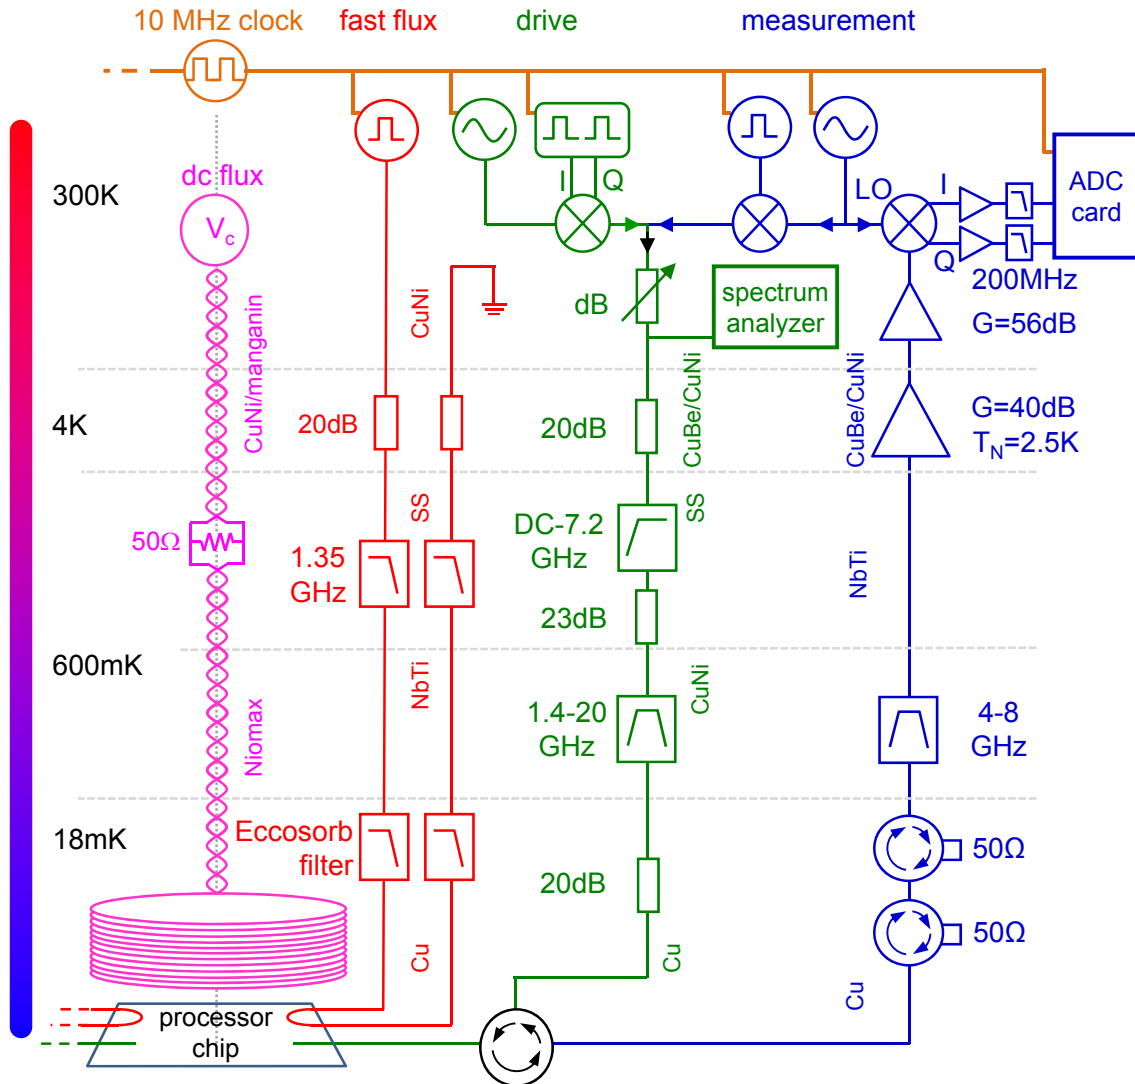 10 MHz clock
fast flux
drive
measurement
300K
dc flux
Vc
I
Q
LO
I
Q
ADC
card
200MHz
dB
spectrum
analyzer
G=56dB
CuNi/manganin
CuNi
CuBe/CuNi
CuBe/CuNi
4K
20dB
20dB
G=40dB
TN=2.5K
50Ω
SS
1.35
GHz
DC-7.2
GHz
SS
23dB
NbTi
600mK
Niomax
NbTi
1.4-20
GHz
CuNi
4-8
GHz
18mK
Eccosorb
filter
20dB
50Ω
50Ω
Cu
Cu
Cu
processor
chip